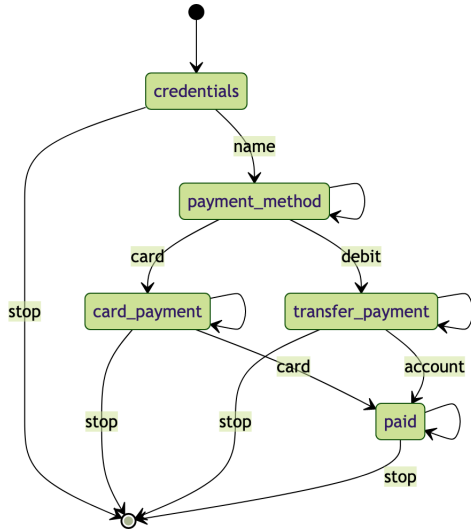 credentials
name
payment_method
card
debit
stop
card_payment
transfer_payment
card
account
stop
stop
paid
stop